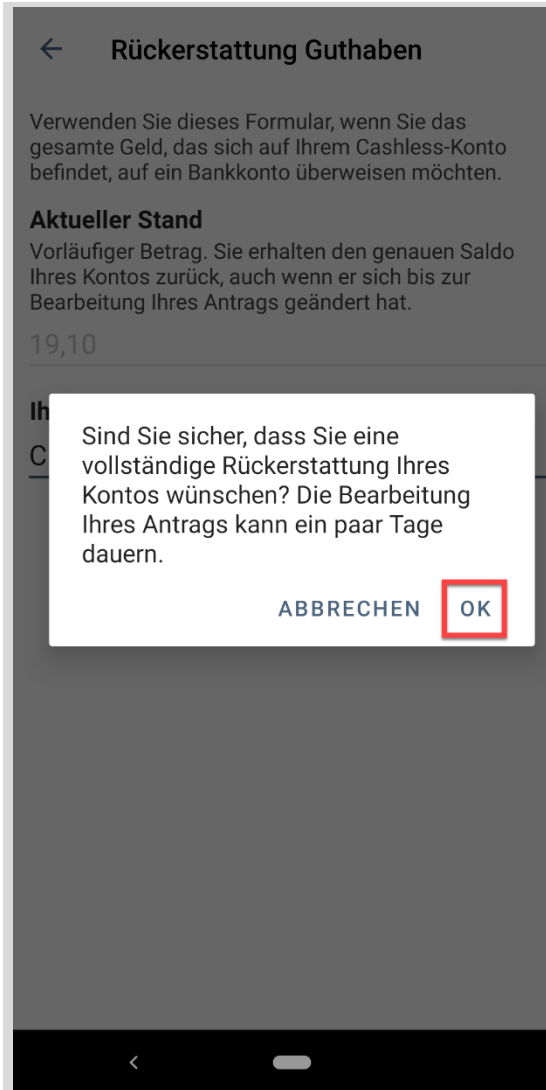 Rückerstattung Guthaben
Verwenden Sie dieses Formular, wenn Sie das
gesamte Geld, das sich auf Ihrem Cashless-Konto
befindet, auf ein Bankkonto überweisen möchten.
Aktueller Stand
Vorläufiger Betrag. Sie erhalten den genauen Saldo
Ihres Kontos zurück, auch wenn er sich bis zur
Bearbeitung Ihres Antrags geändert hat.
19,10
Ih
C
Sind Sie sicher, dass Sie eine
vollständige Rückerstattung Ihres
Kontos wünschen? Die Bearbeitung
Ihres Antrags kann ein paar Tage
dauern.
ABBRECHEN OK